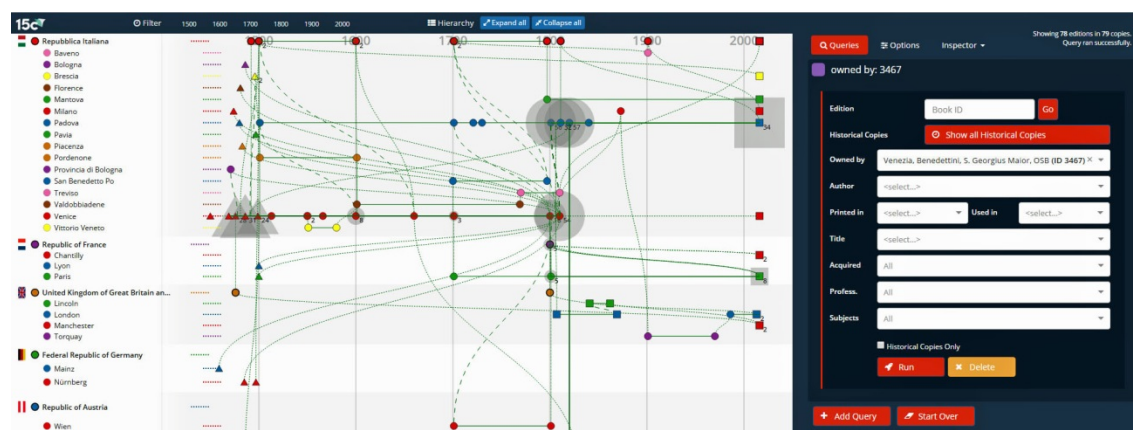 15cV
Filter 1500 1600 1700 1800 1900 2000 Hierarchy Expand all Collapse all
Repubblica Italiana
Baveno
Bologna
Brescia
Florence
Mantova
Milano
Padova
Pavia
Piacenza
Pordenone
Provincia di Bologna
San Benedetto Po
Treviso
Valdobbiadene
Venice
Vittorio Veneto
Republic of France
Chantilly
Lyon
Paris
United Kingdom of Great Britain an...
Lincoln
London
Manchester
Torquay
Federal Republic of Germany
Mainz
Nürnberg
Republic of Austria
Wien
34
Showing 78 editions in 79 copies.
Query ran successfully.
Queries Options Inspector
owned by: 3467
Edition Book ID Go
Historical Copies Show all Historical Copies
Owned by Venezia, Benedettini, S. Georgius Maior, OSB (ID 3467) ×
Author <select...>
Printed in <select...> Used in <select...>
Title <select...>
Acquired All
Profess. All
Subjects All
Historical Copies Only
Run Delete
Add Query Start Over